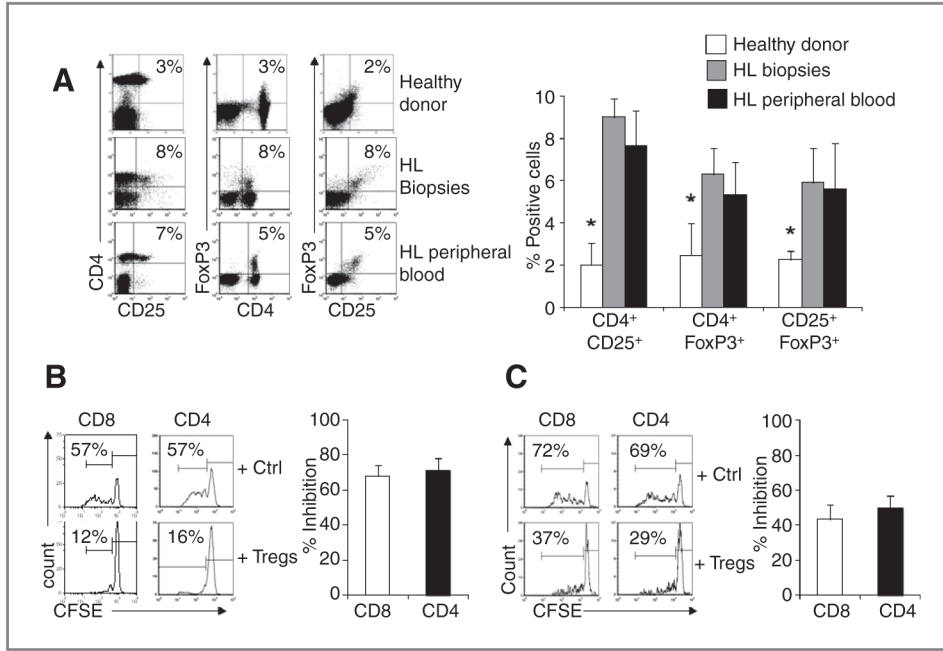 A
3%
3%
2%
Healthy
donor
8%
8%
8%
HL
Biopsies
7%
5%
5%
HL peripheral
blood
CD4
FoxP3
FoxP3
CD25
CD4
CD25
Healthy donor
HL biopsies
HL peripheral blood
% Positive cells
10
8
6
4
2
0
*
*
*
CD4+
CD25+
CD4+
FoxP3+
CD25+
FoxP3+
B
CD8
CD4
57%
57%
+ Ctrl
12%
16%
+ Tregs
count
CFSE
% Inhibition
100
80
60
40
20
0
CD8
CD4
C
CD8
CD4
72%
69%
+ Ctrl
37%
29%
+ Tregs
Count
CFSE
% Inhibition
100
80
60
40
20
0
CD8
CD4